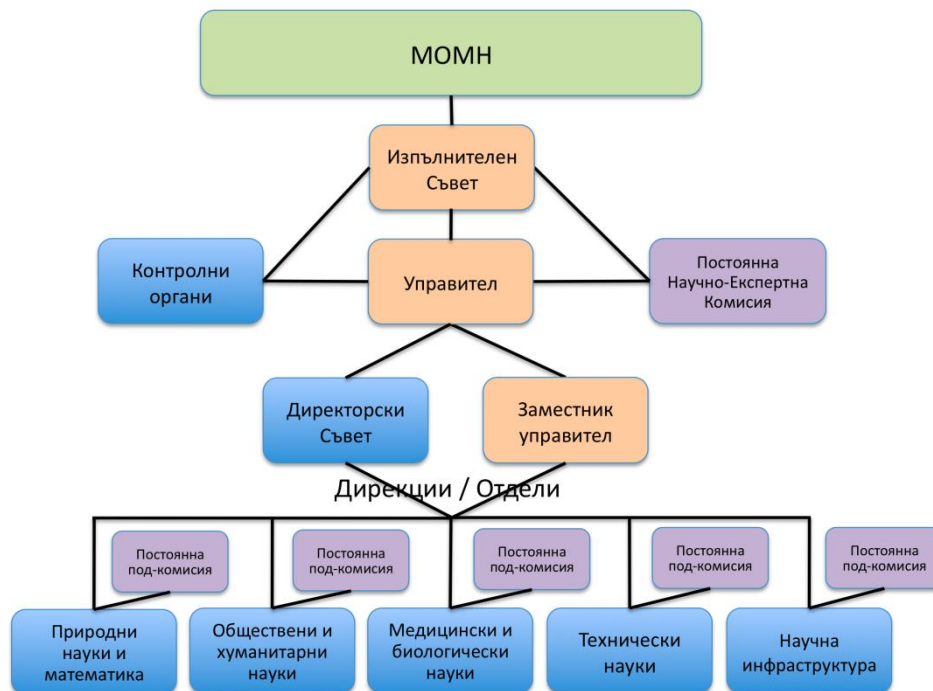 МОМН
Изпълнителен
Съвет
Контролни
органи
Управител
Постоянна
Научно-Експертна
Комисия
Директорски
Съвет
Заместник
управител
Дирекции / Отдели
Постоянна
под-комисия
Постоянна
под-комисия
Постоянна
под-комисия
Постоянна
под-комисия
Постоянна
под-комисия
Природни
науки и
математика
Обществени и
хуманитарни
науки
Медицински и
биологически
науки
Технически
науки
Научна
инфраструктура